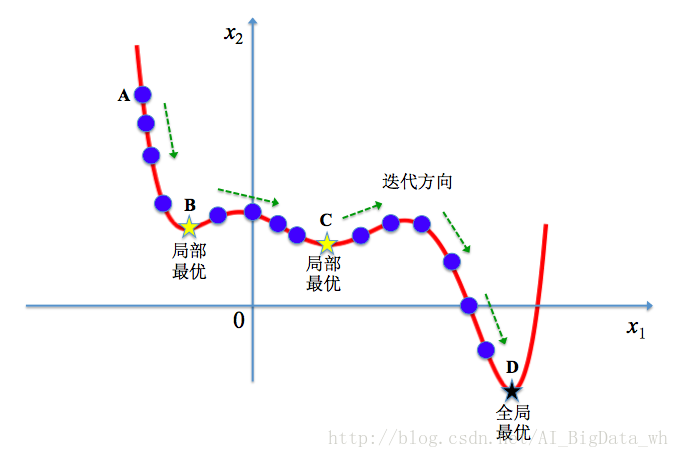 x₂
A
迭代方向
B
C
局部
最优
局部
最优
0
x₁
D
全局
最优
http://blog.csdn.net/AI_BigData_wh